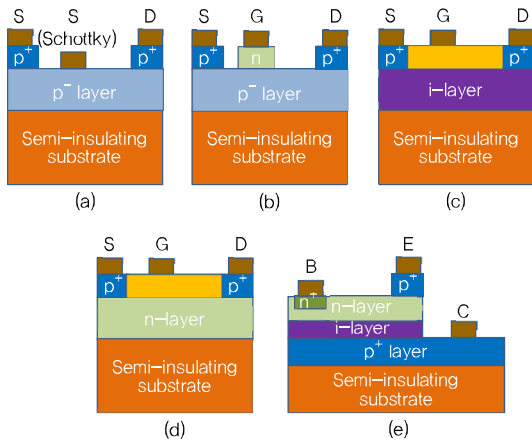 S S D
(Schottky)
p+ p+
p− layer
Semi−insulating
substrate
(a)
S G D
p+ n p+
p− layer
Semi−insulating
substrate
(b)
S G D
p+ p+
i−layer
Semi−insulating
substrate
(c)
S G D
p+ p+
n−layer
Semi−insulating
substrate
(d)
E
B
p+
n+ n−layer
C
i−layer
p+ layer
Semi−insulating
substrate
(e)